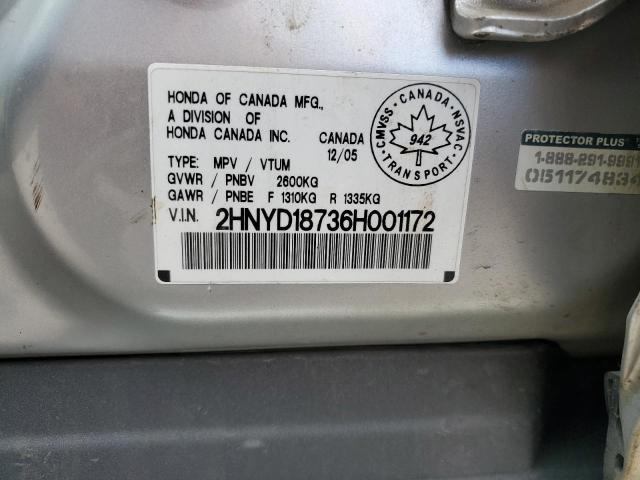 HONDA OF CANADA MFG.,
A DIVISION OF
HONDA CANADA INC. CANADA
12/05
TYPE: MPV / VTUM
GVWR / PNBV 2600KG
GAWR / PNBE F 1310KG R 1335KG
V.I.N. 2HNYD18736H001172
CMVSS · CANADA · NSVAC
TRANSPORT
942
PROTECTOR PLUS